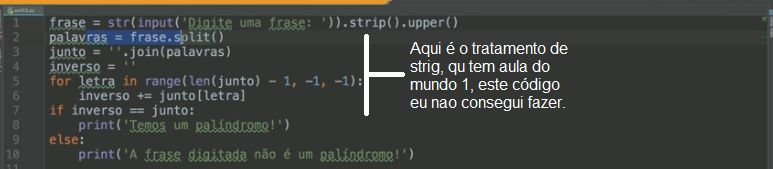 1 frase = str(input('Digite uma frase: ')).strip().upper()
2 palavras = frase.split()
3 junto = ''.join(palavras)
4 inverso = ''
5 for letra in range(len(junto) - 1, -1, -1):
6 inverso += junto[letra]
7 if inverso == junto:
8 print('Temos um palíndromo!')
9 else:
10 print('A frase digitada não é um palíndromo!')
Aqui é o tratamento de
strig, qu tem aula do
mundo 1, este código
eu nao consegui fazer.